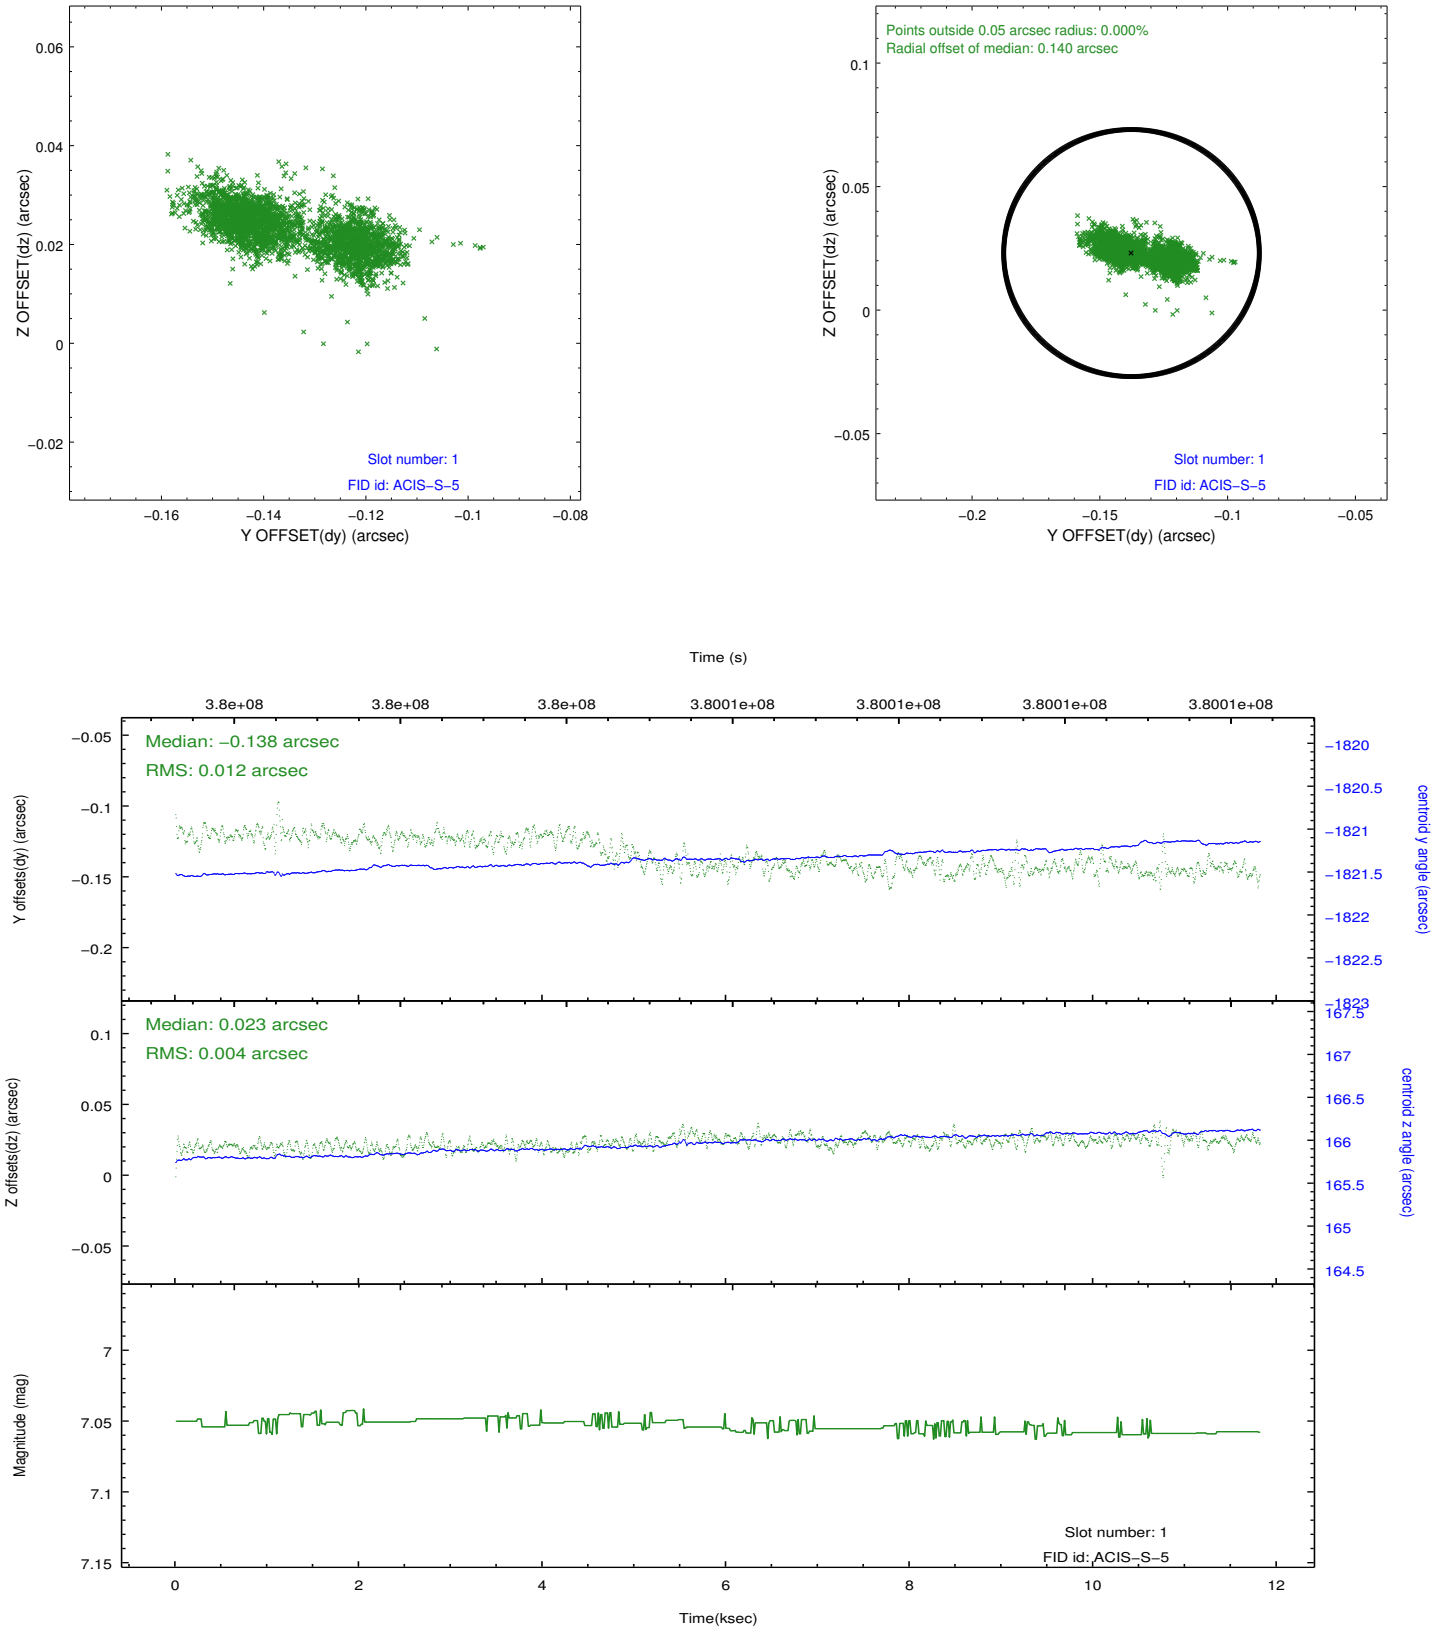 0.06
0.04
0.02
0
−0.02
Z OFFSET(dz) (arcsec)
Slot number: 1
FID id: ACIS−S−5
−0.16 −0.14 −0.12 −0.1 −0.08
Y OFFSET(dy) (arcsec)
Points outside 0.05 arcsec radius: 0.000%
Radial offset of median: 0.140 arcsec
0.1
0.05
0
−0.05
Z OFFSET(dz) (arcsec)
Slot number: 1
FID id: ACIS−S−5
−0.2 −0.15 −0.1 −0.05
Y OFFSET(dy) (arcsec)
Time (s)
3.8e+08 3.8e+08 3.8e+08 3.8001e+08 3.8001e+08 3.8001e+08 3.8001e+08
Median: −0.138 arcsec
RMS: 0.012 arcsec
−0.05
−0.1
−0.15
−0.2
Y offsets(dy) (arcsec)
−1820
−1820.5
−1821
−1821.5
−1822
−1822.5
−1823
centroid y angle (arcsec)
Median: 0.023 arcsec
RMS: 0.004 arcsec
0.1
0.05
0
−0.05
Z offsets(dz) (arcsec)
167.5
167
166.5
166
165.5
165
164.5
centroid z angle (arcsec)
7
7.05
7.1
7.15
Magnitude (mag)
Slot number: 1
FID id: ACIS−S−5
0 2 4 6 8 10 12
Time(ksec)